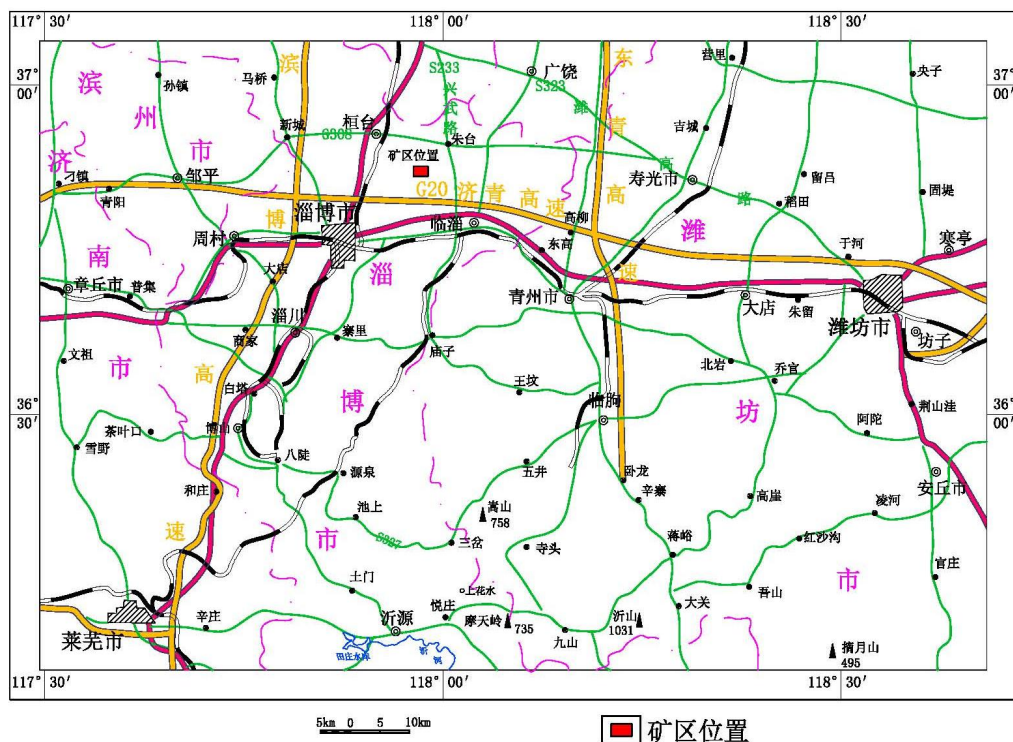 117°30′
118°00′
118°30′
37°
00′
37°
00′
36°
30′
36°
30′
滨
州
市
孙镇
马桥
滨
S233
兴
武
路
广饶
S323
潍
东
青
高
速
营里
央子
新城
桓台
朱台
吉城
高
路
济
南
市
刁镇
青阳
邹平
矿区位置
G20 济青高速
寿光市
留吕
稻田
固堤
博
淄博市
周村
临淄
高柳
东高
潍
于河
寒亭
章丘市
普集
大店
淄
青州市
大店
朱留
潍坊市
坊子
淄川
商家
寨里
庙子
文祖
高
白塔
博
王坟
北岩
乔官
临朐
坊
荆山洼
茶叶口
雪野
博山
八陡
源泉
五井
阿陀
卧龙
辛寨
高崖
安丘市
和庄
池上
嵩山
758
凌河
速
市
S327
三岔
寺头
蒋峪
红沙沟
土门
上花水
吾山
市
官庄
大关
莱芜市
辛庄
沂源
悦庄
摩天岭
735
九山
沂山
1031
田庄水库
沂
河
摘月山
495
117°30′
118°00′
118°30′
5km 0 5 10km
矿区位置